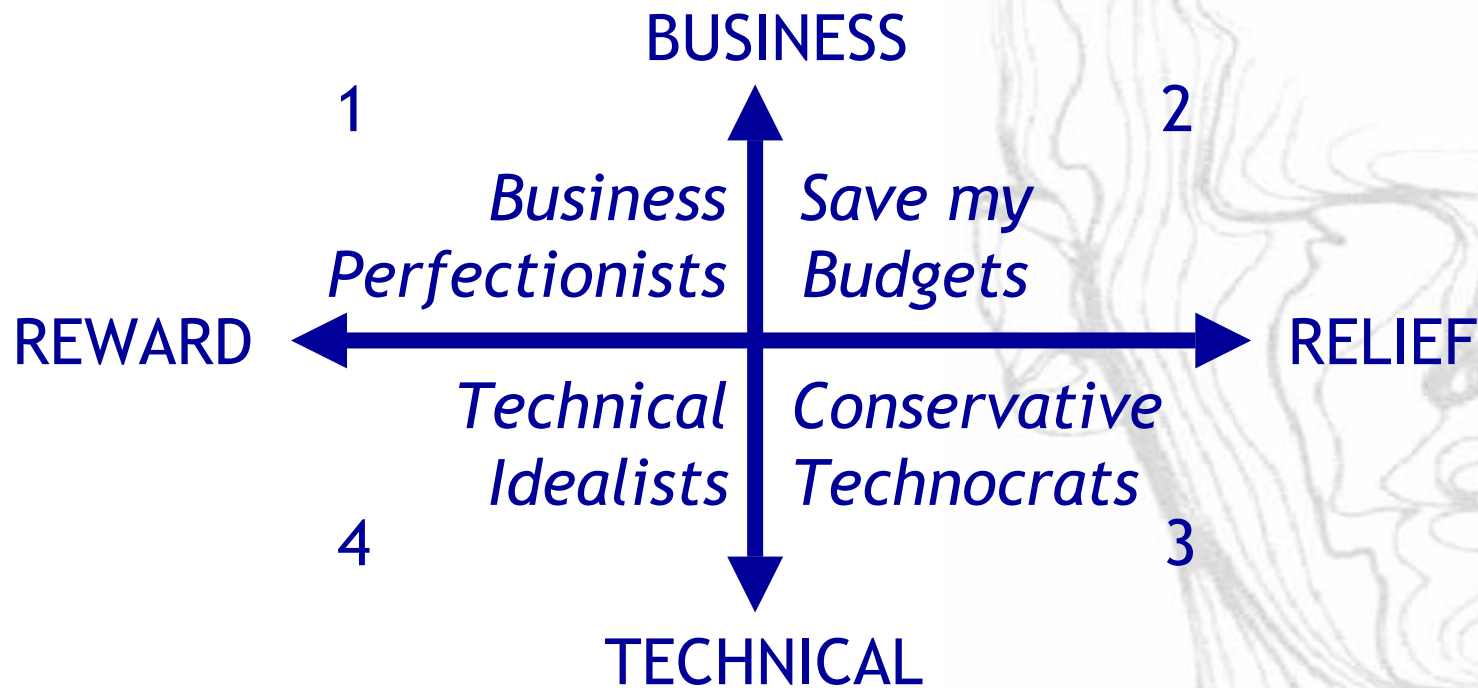 BUSINESS
1
2
Business
Perfectionists
Save my
Budgets
REWARD
RELIEF
Technical
Idealists
Conservative
Technocrats
4
3
TECHNICAL